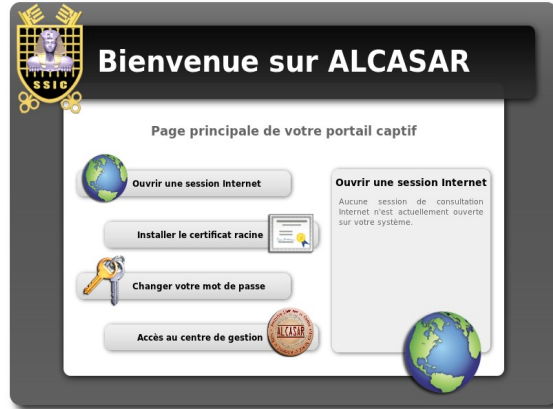 SSIC
Bienvenue sur ALCASAR
Page principale de votre portail captif
Ouvrir une session Internet
Installer le certificat racine
Changer votre mot de passe
Accès au centre de gestion
ALCASAR
Ouvrir une session Internet
Aucune session de consultation
Internet n'est actuellement ouverte
sur votre système.